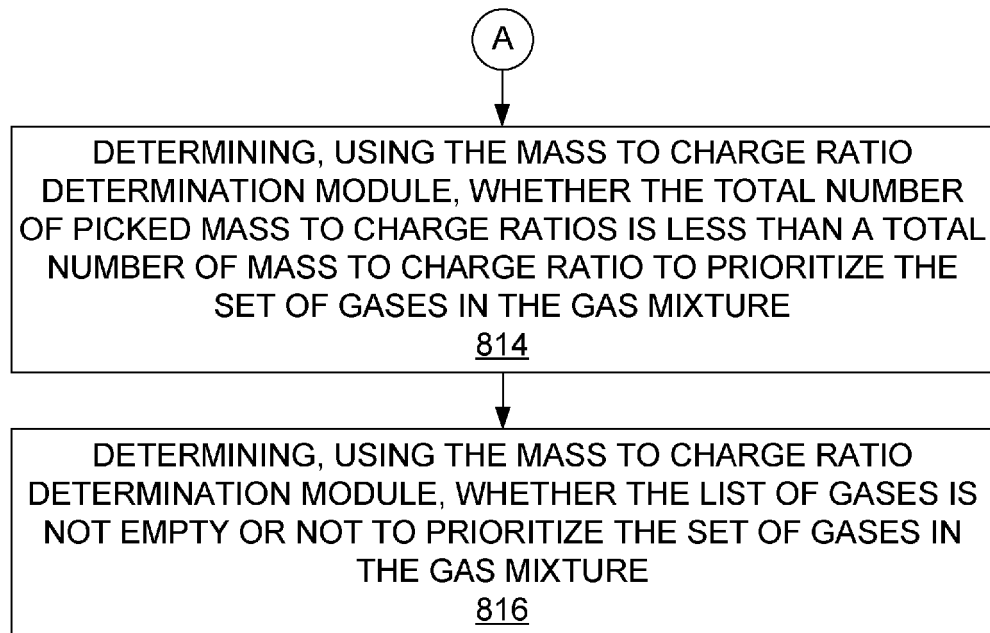 A
DETERMINING, USING THE MASS TO CHARGE RATIO
DETERMINATION MODULE, WHETHER THE TOTAL NUMBER
OF PICKED MASS TO CHARGE RATIOS IS LESS THAN A TOTAL
NUMBER OF MASS TO CHARGE RATIO TO PRIORITIZE THE
SET OF GASES IN THE GAS MIXTURE
814
DETERMINING, USING THE MASS TO CHARGE RATIO
DETERMINATION MODULE, WHETHER THE LIST OF GASES IS
NOT EMPTY OR NOT TO PRIORITIZE THE SET OF GASES IN
THE GAS MIXTURE
816